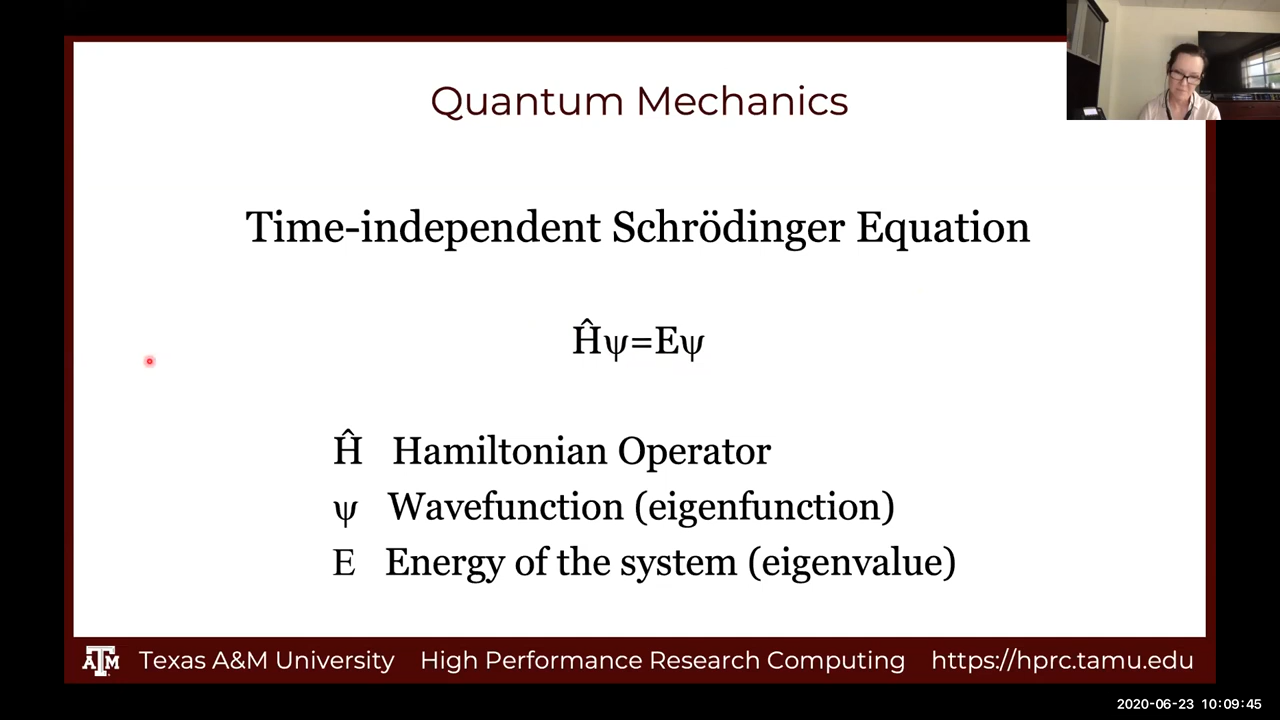 Quantum Mechanics
Time-independent Schrödinger Equation
Ĥψ=Eψ
Ĥ Hamiltonian Operator
ψ Wavefunction (eigenfunction)
E Energy of the system (eigenvalue)
ATM Texas A&M University High Performance Research Computing https://hprc.tamu.edu
2020-06-23 10:09:45